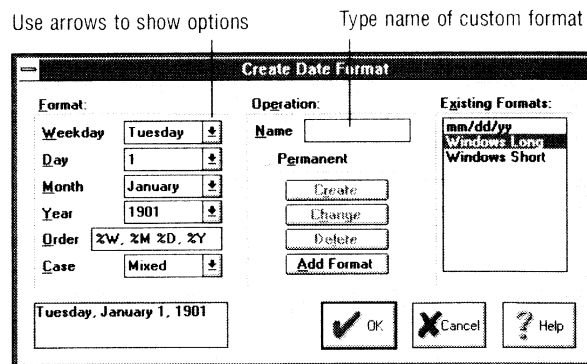 Use arrows to show options
Type name of custom format
Create Date Format
Format:
Weekday Tuesday
Day 1
Month January
Year 1901
Order %W, %M %D, %Y
Case Mixed
Tuesday, January 1, 1901
Operation:
Name
Permanent
Create
Change
Delete
Add Format
Existing Formats:
mm/dd/yy
Windows Long
Windows Short
OK
Cancel
? Help